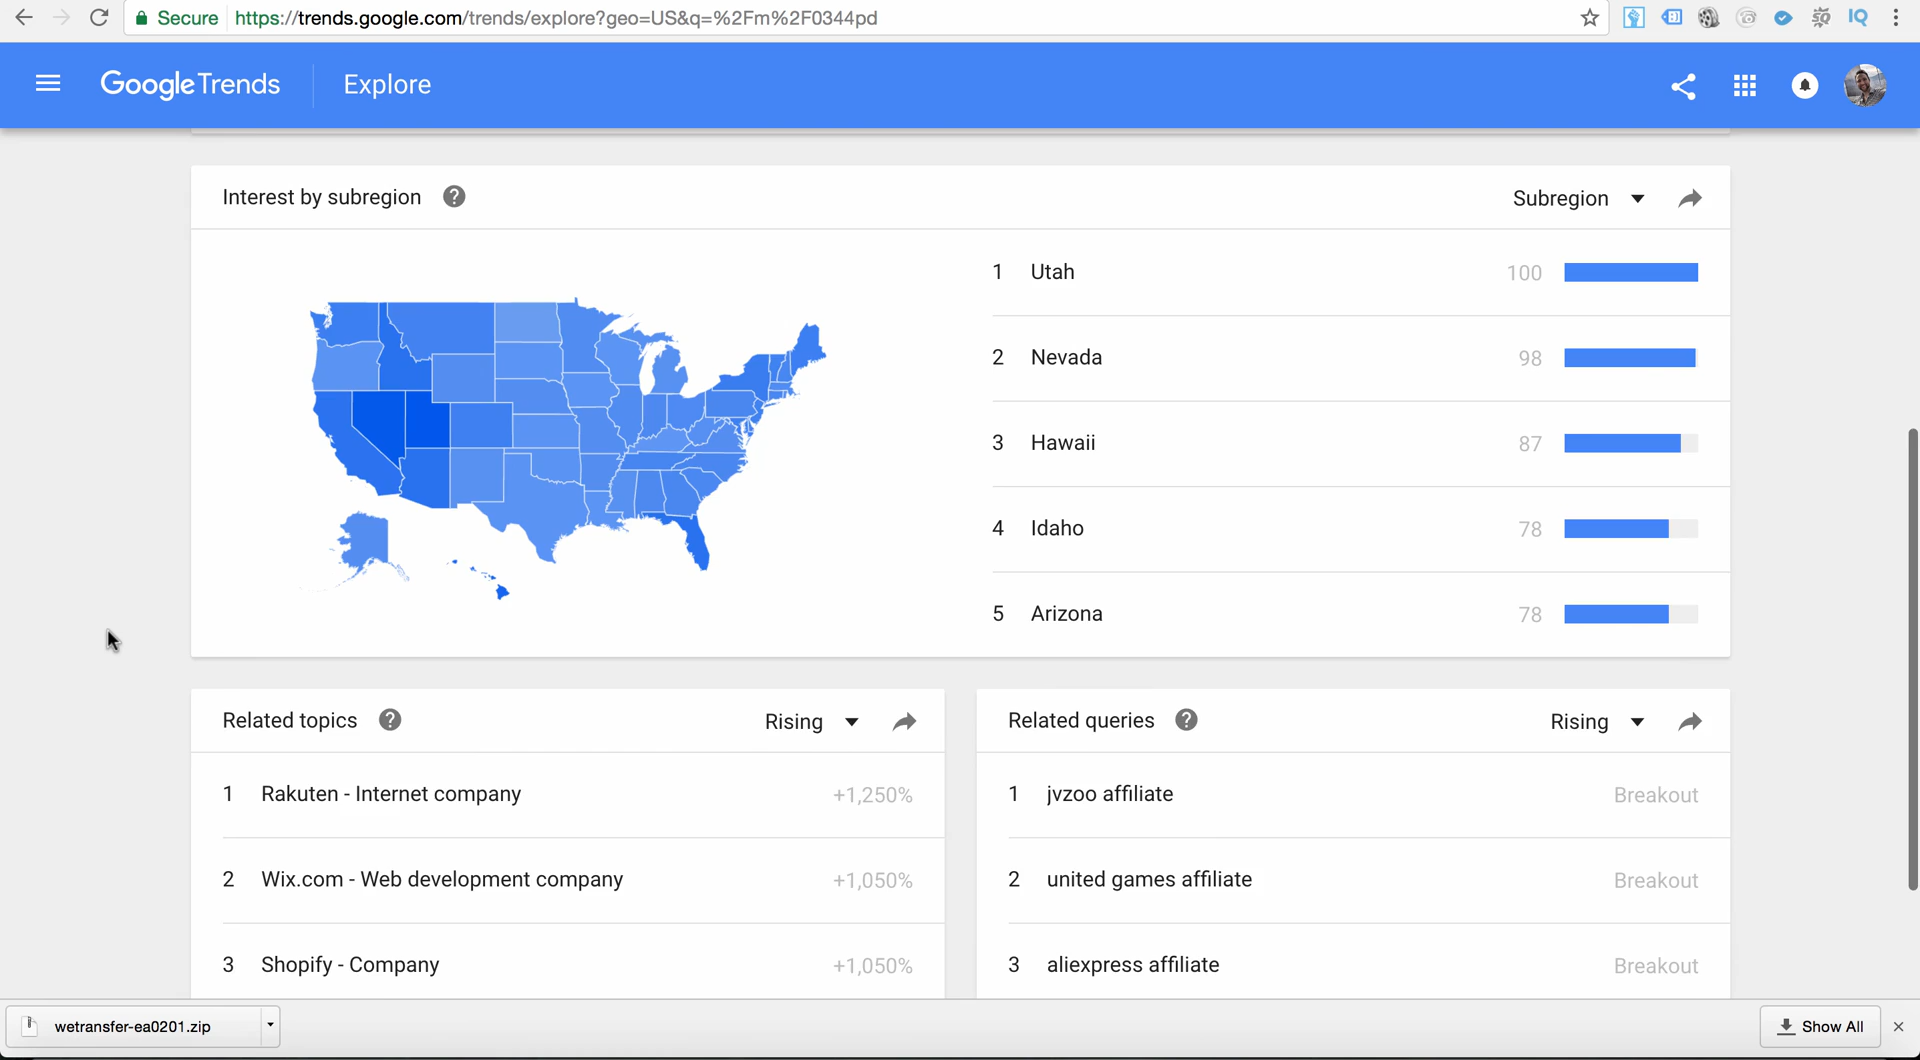 Secure https://trends.google.com/trends/explore?geo=US&q=%2Fm%2F0344pd
IQ
Google Trends Explore
Interest by subregion ? Subregion
1 Utah 100
2 Nevada 98
3 Hawaii 87
4 Idaho 78
5 Arizona 78
Related topics ? Rising
1 Rakuten - Internet company +1,250%
2 Wix.com - Web development company +1,050%
3 Shopify - Company +1,050%
Related queries ? Rising
1 jvzoo affiliate Breakout
2 united games affiliate Breakout
3 aliexpress affiliate Breakout
wetransfer-ea0201.zip Show All